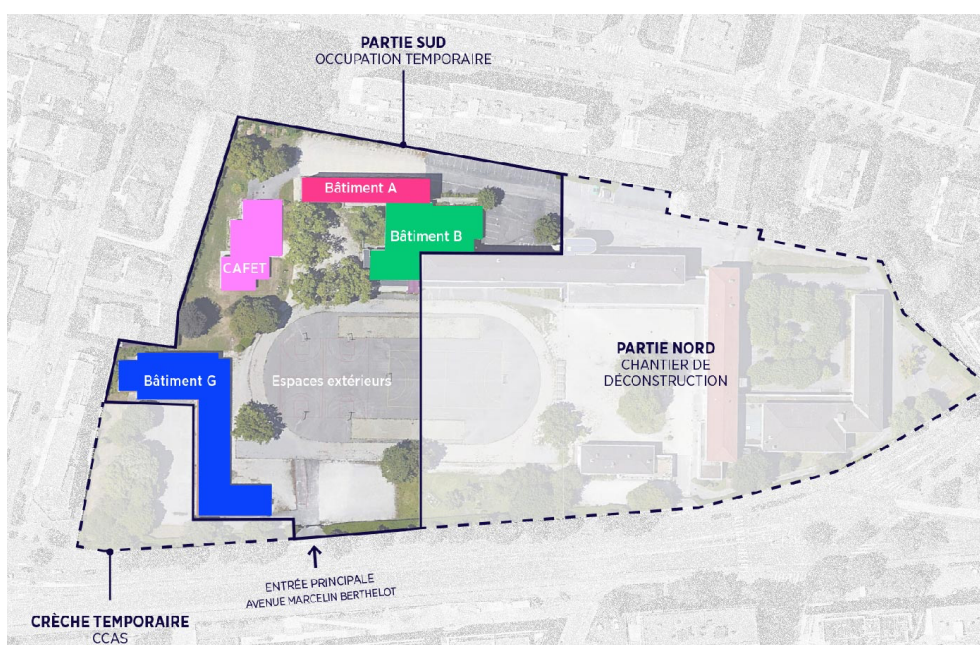 PARTIE SUD
OCCUPATION TEMPORAIRE
Bâtiment A
Bâtiment B
CAFET
Bâtiment G
Espaces extérieurs
PARTIE NORD
CHANTIER DE
DÉCONSTRUCTION
ENTRÉE PRINCIPALE
AVENUE MARCELIN BERTHELOT
CRÈCHE TEMPORAIRE
CCAS